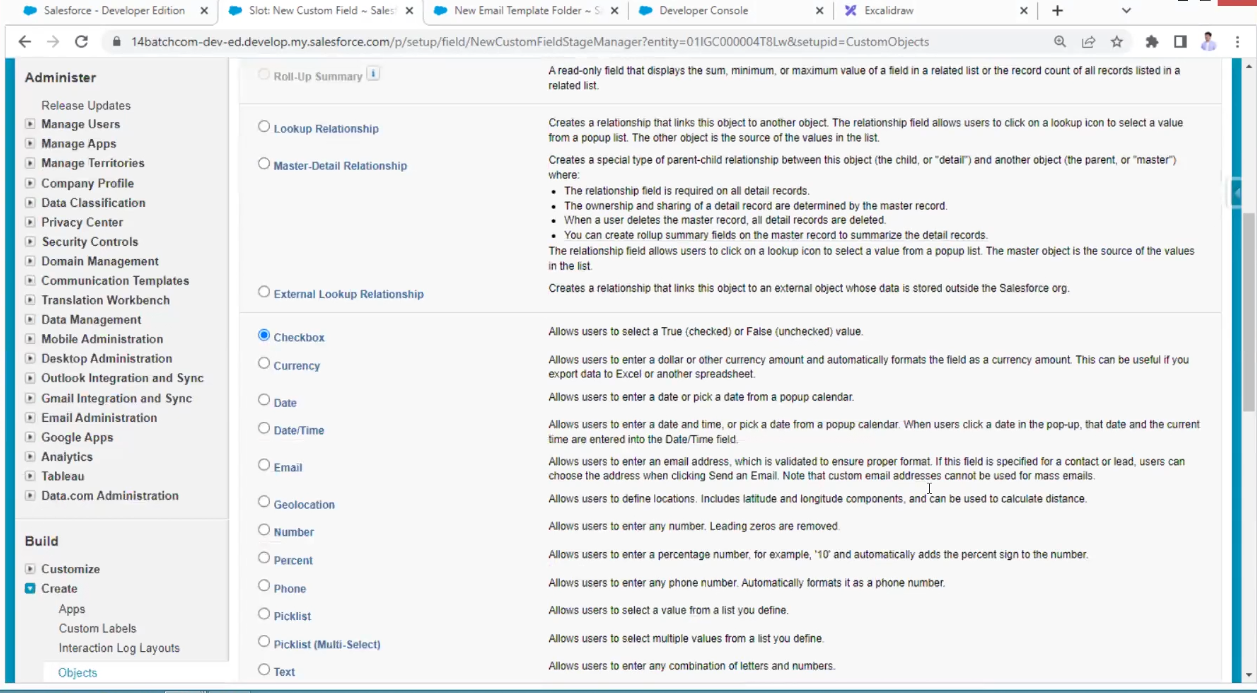 Salesforce - Developer Edition
Slot: New Custom Field ~ Sales
New Email Template Folder ~ S
Developer Console
Excalidraw
14batchcom-dev-ed.develop.my.salesforce.com/p/setup/field/NewCustomFieldStageManager?entity=01IGC000004T8Lw&setupid=CustomObjects
Administer
Release Updates
Manage Users
Manage Apps
Manage Territories
Company Profile
Data Classification
Privacy Center
Security Controls
Domain Management
Communication Templates
Translation Workbench
Data Management
Mobile Administration
Desktop Administration
Outlook Integration and Sync
Gmail Integration and Sync
Email Administration
Google Apps
Analytics
Tableau
Data.com Administration
Build
Customize
Create
Apps
Custom Labels
Interaction Log Layouts
Objects
Roll-Up Summary i
A read-only field that displays the sum, minimum, or maximum value of a field in a related list or the record count of all records listed in a
related list.
Lookup Relationship
Creates a relationship that links this object to another object. The relationship field allows users to click on a lookup icon to select a value
from a popup list. The other object is the source of the values in the list.
Master-Detail Relationship
Creates a special type of parent-child relationship between this object (the child, or "detail") and another object (the parent, or "master")
where:
• The relationship field is required on all detail records.
• The ownership and sharing of a detail record are determined by the master record.
• When a user deletes the master record, all detail records are deleted.
• You can create rollup summary fields on the master record to summarize the detail records.
The relationship field allows users to click on a lookup icon to select a value from a popup list. The master object is the source of the values
in the list.
External Lookup Relationship
Creates a relationship that links this object to an external object whose data is stored outside the Salesforce org.
Checkbox
Allows users to select a True (checked) or False (unchecked) value.
Currency
Allows users to enter a dollar or other currency amount and automatically formats the field as a currency amount. This can be useful if you
export data to Excel or another spreadsheet.
Date
Allows users to enter a date or pick a date from a popup calendar.
Date/Time
Allows users to enter a date and time, or pick a date from a popup calendar. When users click a date in the pop-up, that date and the current
time are entered into the Date/Time field.
Email
Allows users to enter an email address, which is validated to ensure proper format. If this field is specified for a contact or lead, users can
choose the address when clicking Send an Email. Note that custom email addresses cannot be used for mass emails.
Geolocation
Allows users to define locations. Includes latitude and longitude components, and can be used to calculate distance.
Number
Allows users to enter any number. Leading zeros are removed.
Percent
Allows users to enter a percentage number, for example, '10' and automatically adds the percent sign to the number.
Phone
Allows users to enter any phone number. Automatically formats it as a phone number.
Picklist
Allows users to select a value from a list you define.
Picklist (Multi-Select)
Allows users to select multiple values from a list you define.
Text
Allows users to enter any combination of letters and numbers.